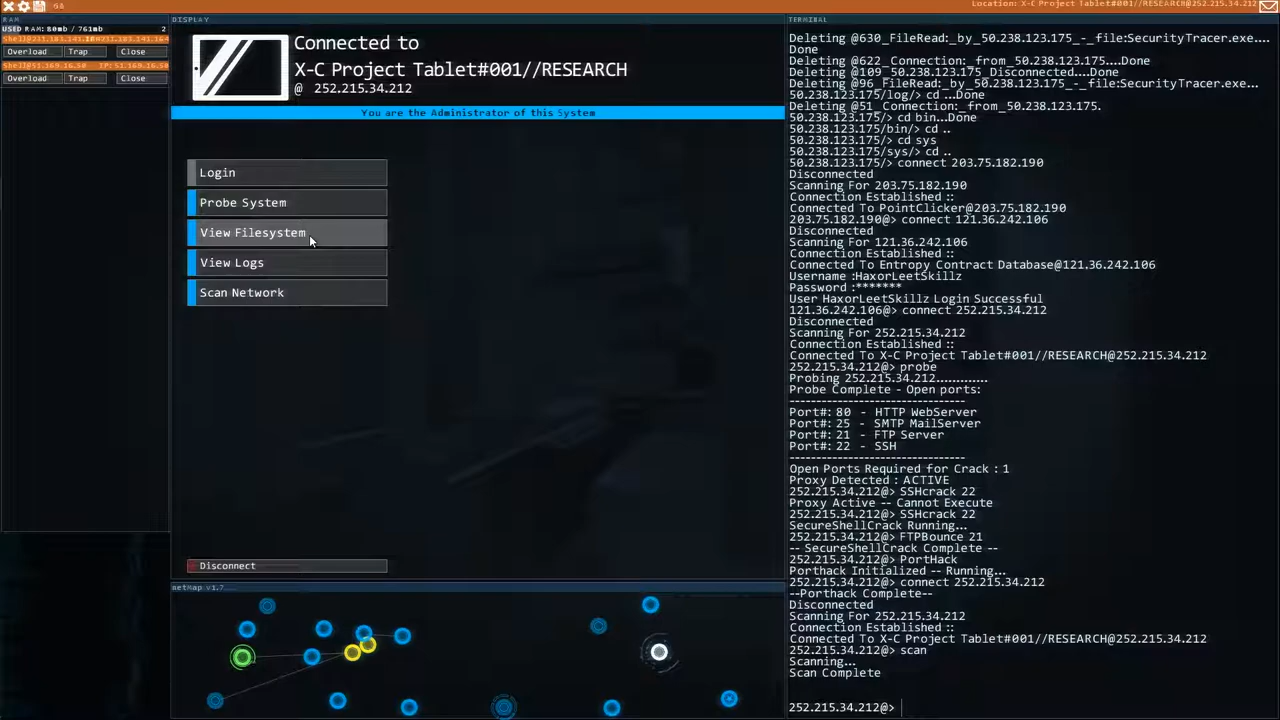 Location: X-C Project Tablet#001//RESEARCH@252.215.34.212
RAM
USED RAM: 80mb / 761mb 2
Overload Trap Close
Overload Trap Close
DISPLAY
Connected to
X-C Project Tablet#001//RESEARCH
@ 252.215.34.212
You are the Administrator of this System
Login
Probe System
View Filesystem
View Logs
Scan Network
Disconnect
netMap v1.7
TERMINAL
Deleting @630_FileRead:_by_50.238.123.175_-_file:SecurityTracer.exe....
Done
Deleting @622_Connection:_from_50.238.123.175....Done
Deleting @109_50.238.123.175_Disconnected....Done
Deleting @96_FileRead:_by_50.238.123.175_-_file:SecurityTracer.exe...
50.238.123.175/log/> cd ...Done
Deleting @51_Connection:_from_50.238.123.175.
50.238.123.175/> cd bin...Done
50.238.123.175/bin/> cd ..
50.238.123.175/> cd sys
50.238.123.175/sys/> cd ..
50.238.123.175/> connect 203.75.182.190
Disconnected
Scanning For 203.75.182.190
Connection Established ::
Connected To PointClicker@203.75.182.190
203.75.182.190@> connect 121.36.242.106
Disconnected
Scanning For 121.36.242.106
Connection Established ::
Connected To Entropy Contract Database@121.36.242.106
Username :HaxorLeetSkillz
Password :*******
User HaxorLeetSkillz Login Successful
121.36.242.106@> connect 252.215.34.212
Disconnected
Scanning For 252.215.34.212
Connection Established ::
Connected To X-C Project Tablet#001//RESEARCH@252.215.34.212
252.215.34.212@> probe
Probing 252.215.34.212.............
Probe Complete - Open ports:
---------------------------------
Port#: 80 - HTTP WebServer
Port#: 25 - SMTP MailServer
Port#: 21 - FTP Server
Port#: 22 - SSH
---------------------------------
Open Ports Required for Crack : 1
Proxy Detected : ACTIVE
252.215.34.212@> SSHcrack 22
Proxy Active -- Cannot Execute
252.215.34.212@> SSHcrack 22
SecureShellCrack Running...
252.215.34.212@> FTPBounce 21
-- SecureShellCrack Complete --
252.215.34.212@> PortHack
Porthack Initialized -- Running...
252.215.34.212@> connect 252.215.34.212
--Porthack Complete--
Disconnected
Scanning For 252.215.34.212
Connection Established ::
Connected To X-C Project Tablet#001//RESEARCH@252.215.34.212
252.215.34.212@> scan
Scanning...
Scan Complete
252.215.34.212@>